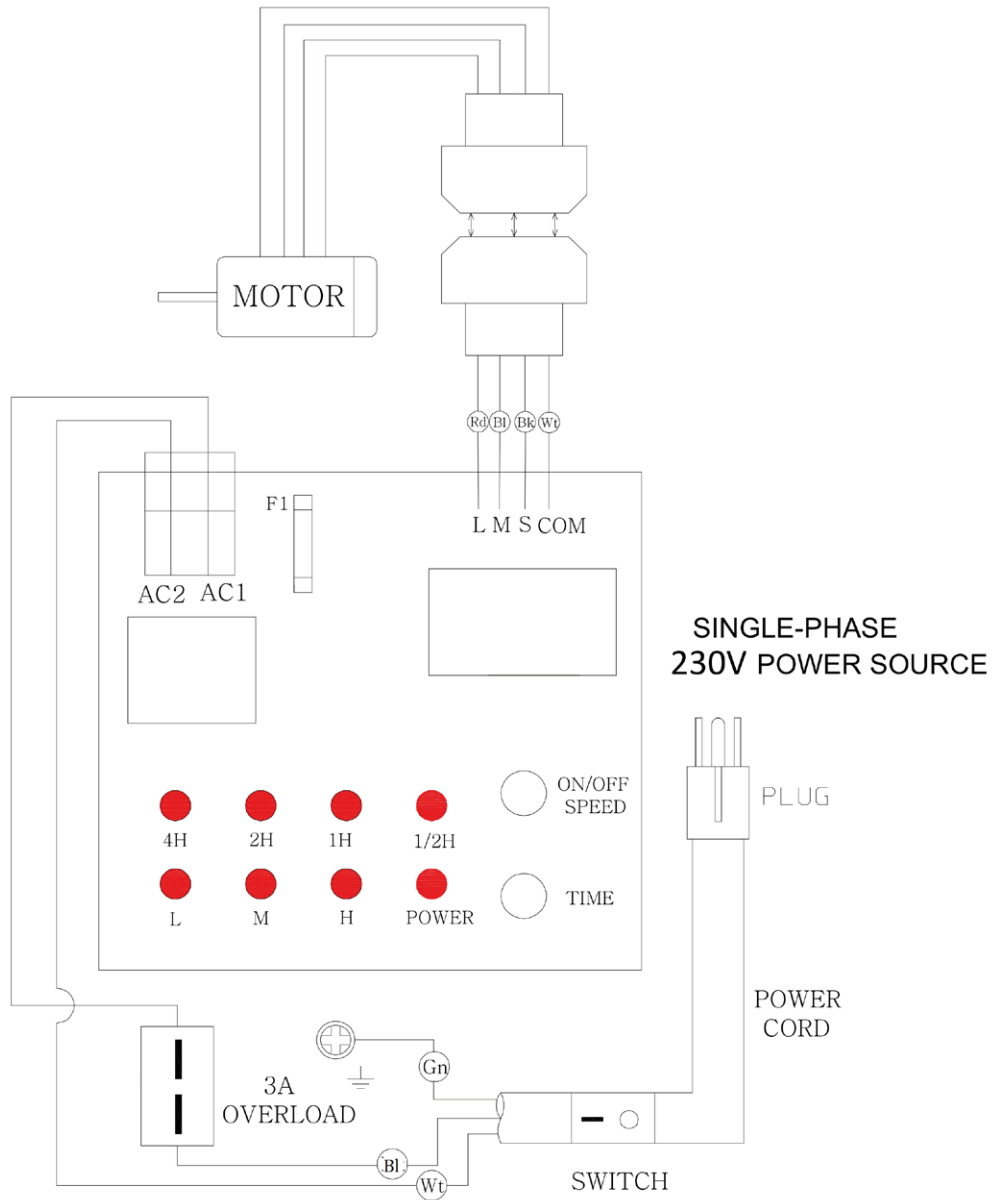 MOTOR
Rd Bl Bk Wt
F1
L M S COM
AC2 AC1
SINGLE-PHASE
230V POWER SOURCE
PLUG
ON/OFF
SPEED
4H 2H 1H 1/2H
TIME
L M H POWER
POWER
CORD
Gn
3A
OVERLOAD
Bl
Wt
SWITCH